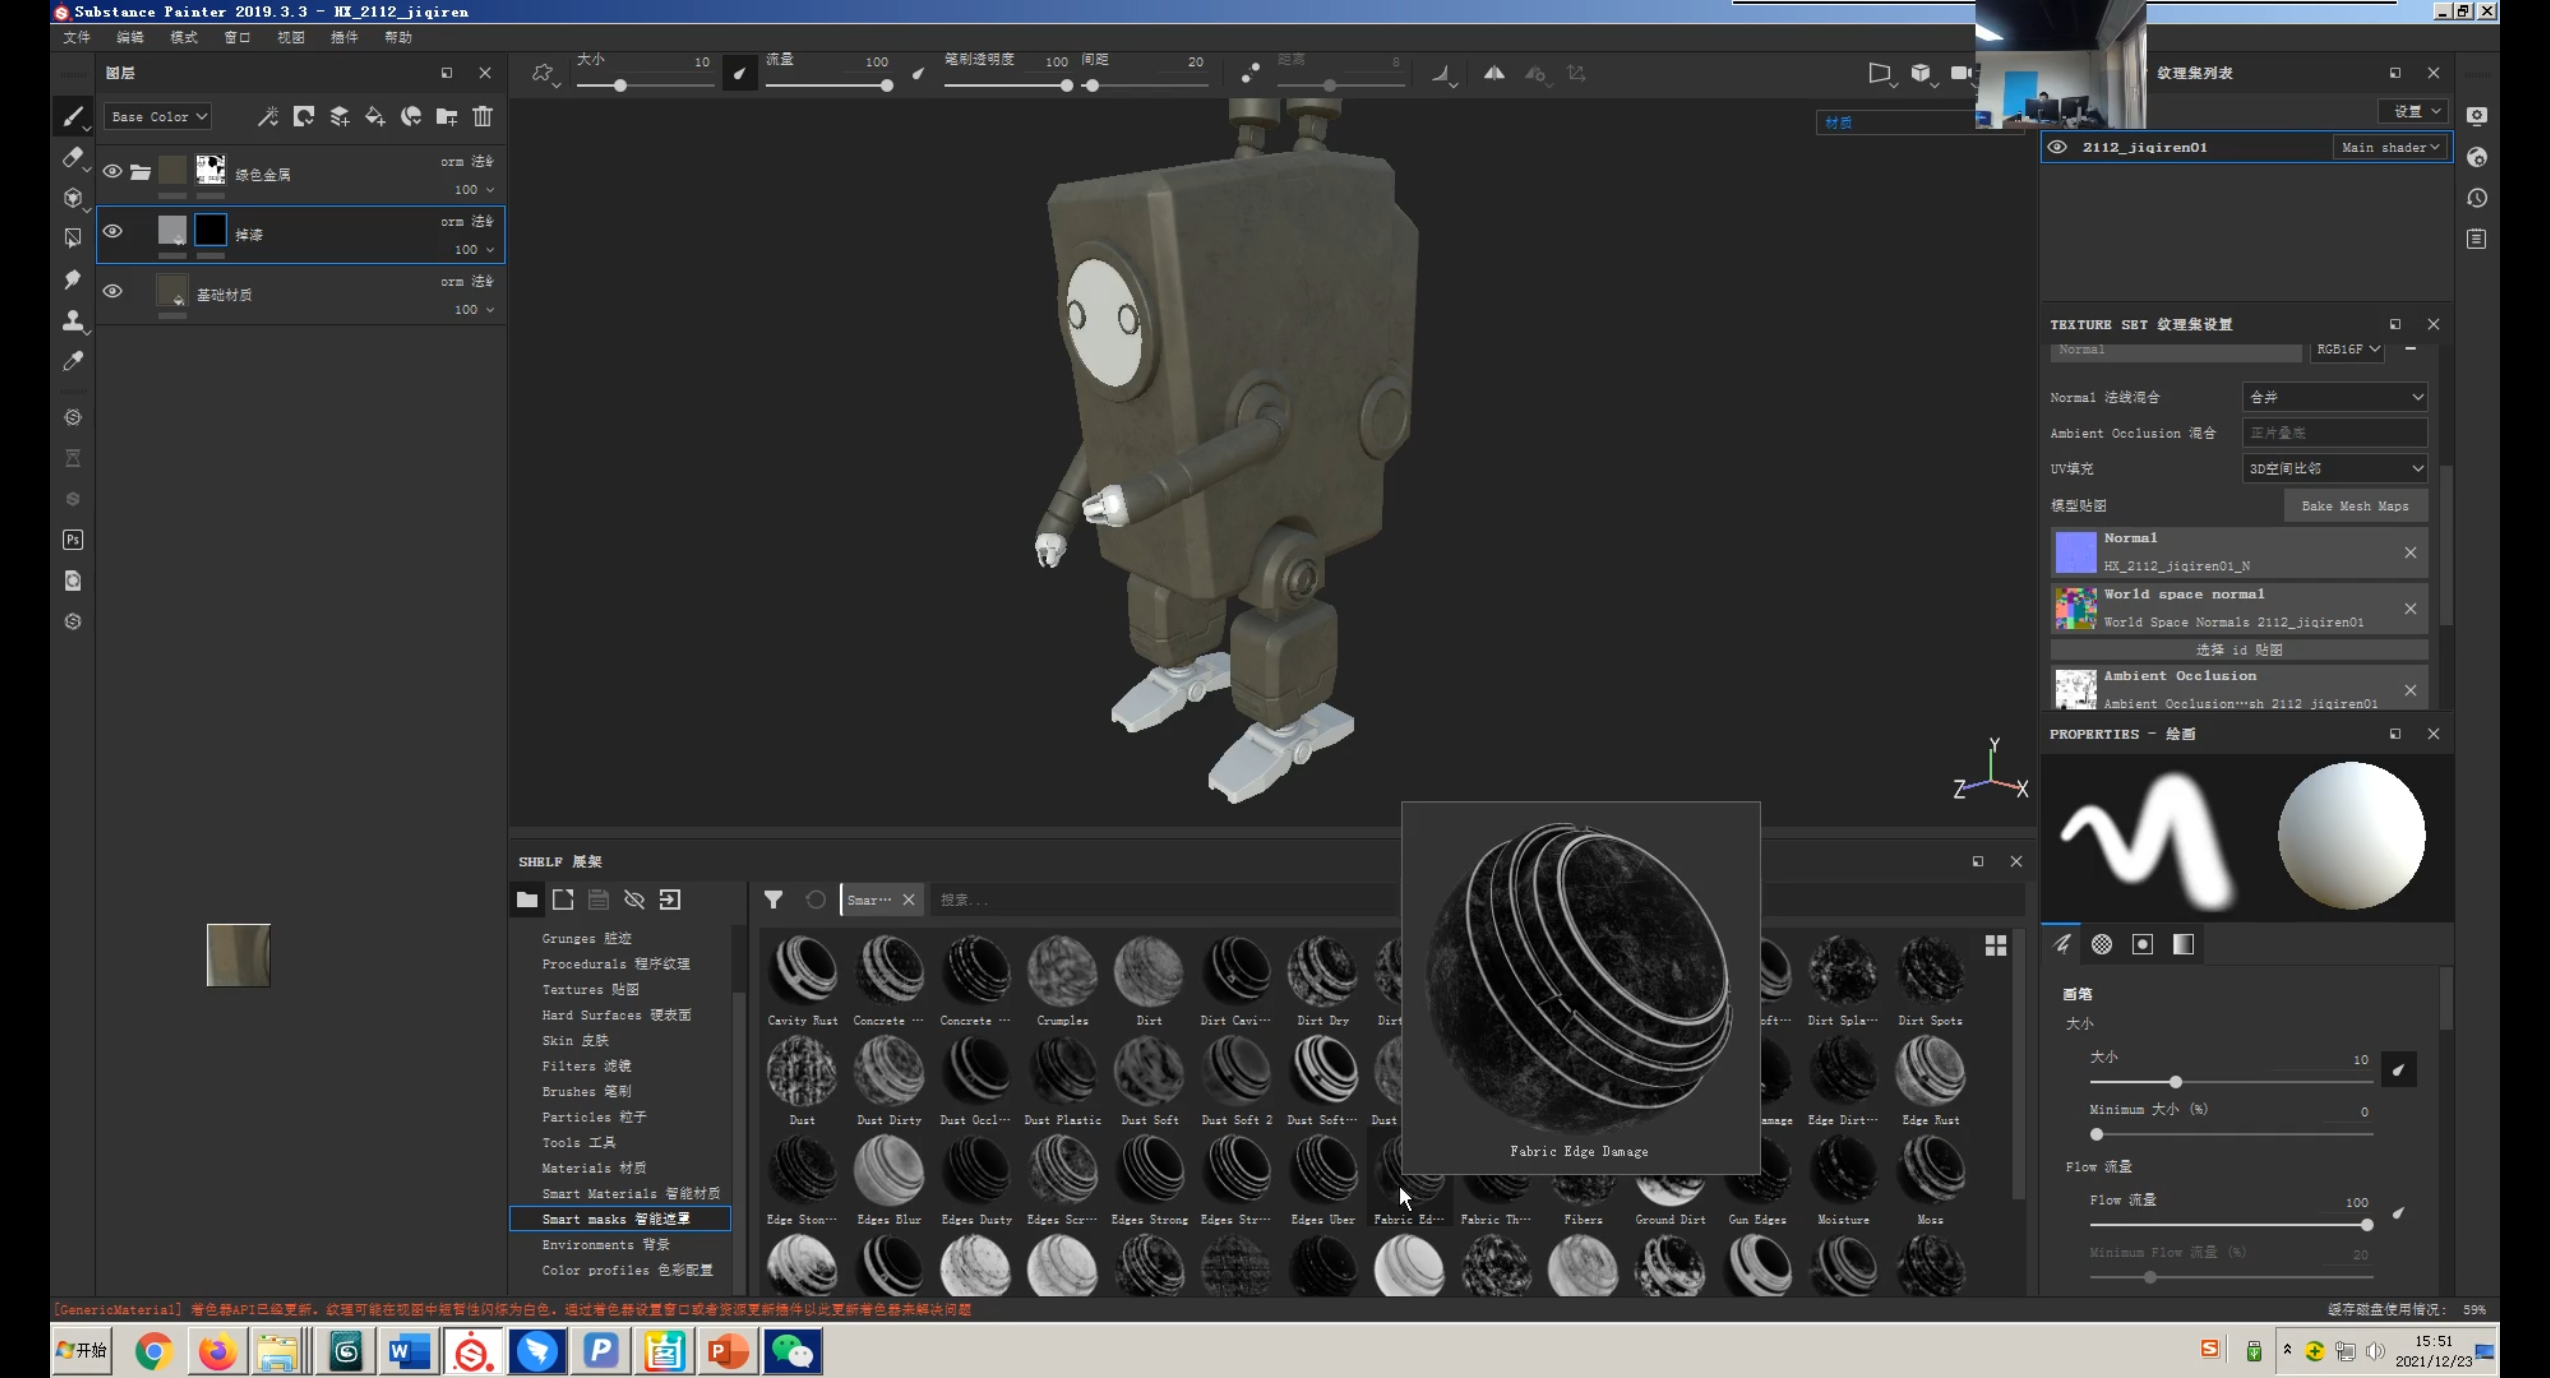 Substance Painter 2019.3.3 - HX_2112_jiqiren
文件 编辑 模式 窗口 视图 插件 帮助
图层
大小 10 流量 100 笔刷透明度 100 间距 20 距离 8
纹理集列表
Base Color
设置
材质
2112_jiqiren01 Main shader
绿色金属 orm 法线
100
掉漆 orm 法线
100
基础材质 orm 法线
100
TEXTURE SET 纹理集设置
Normal RGB16F
Normal 法线混合 合并
Ambient Occlusion 混合 正片叠底
UV填充 3D空间比邻
模型贴图 Bake Mesh Maps
Normal
HX_2112_jiqiren01_N
World space normal
World Space Normals 2112_jiqiren01
选择 id 贴图
Ambient Occlusion
Ambient Occlusion…sh 2112 jiqiren01
PROPERTIES - 绘画
Y
Z X
SHELF 展架
Smar… 搜索...
Grunges 脏迹
Procedurals 程序纹理
Textures 贴图
Hard Surfaces 硬表面
Skin 皮肤
Filters 滤镜
Brushes 笔刷
Particles 粒子
Tools 工具
Materials 材质
Smart Materials 智能材质
Smart masks 智能遮罩
Environments 背景
Color profiles 色彩配置
Cavity Rust Concrete … Concrete … Crumples Dirt Dirt Cavi… Dirt Dry Dirt oft… Dirt Spla… Dirt Spots
Dust Dust Dirty Dust Occl… Dust Plastic Dust Soft Dust Soft 2 Dust Soft… Dust amage Edge Dirt… Edge Rust
Fabric Edge Damage
Edge Ston… Edges Blur Edges Dusty Edges Scr… Edges Strong Edges Str… Edges Uber Fabric Ed… Fabric Th… Fibers Ground Dirt Gun Edges Moisture Moss
画笔
大小
大小 10
Minimum 大小 (%) 0
Flow 流量
Flow 流量 100
Minimum Flow 流量 (%) 20
[GenericMaterial] 着色器API已经更新. 纹理可能在视图中短暂性闪烁为白色. 通过着色器设置窗口或者资源更新插件以此更新着色器来解决问题
缓存磁盘使用情况: 59%
开始
15:51
2021/12/23